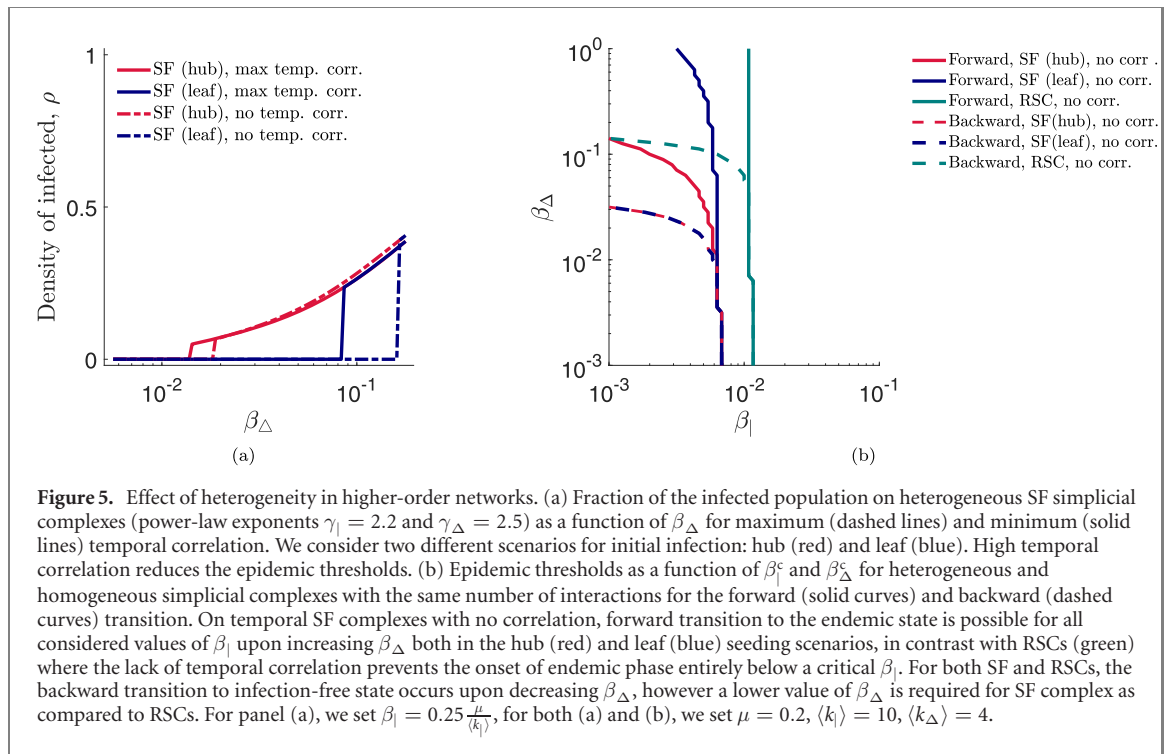 1
0.5
0
Density of infected, ρ
SF (hub), max temp. corr.
SF (leaf), max temp. corr.
SF (hub), no temp. corr.
SF (leaf), no temp. corr.
10⁻² 10⁻¹
β△
(a)
10⁰
10⁻¹
10⁻²
10⁻³
βΔ
10⁻³ 10⁻² 10⁻¹
β|
(b)
Forward, SF (hub), no corr .
Forward, SF (leaf), no corr.
Forward, RSC, no corr.
Backward, SF(hub), no corr.
Backward, SF(leaf), no corr.
Backward, RSC, no corr.
Figure 5. Effect of heterogeneity in higher-order networks. (a) Fraction of the infected population on heterogeneous SF simplicial
complexes (power-law exponents γ| = 2.2 and γΔ = 2.5) as a function of βΔ for maximum (dashed lines) and minimum (solid
lines) temporal correlation. We consider two different scenarios for initial infection: hub (red) and leaf (blue). High temporal
correlation reduces the epidemic thresholds. (b) Epidemic thresholds as a function of β|ᶜ and βΔᶜ for heterogeneous and
homogeneous simplicial complexes with the same number of interactions for the forward (solid curves) and backward (dashed
curves) transition. On temporal SF complexes with no correlation, forward transition to the endemic state is possible for all
considered values of β| upon increasing βΔ both in the hub (red) and leaf (blue) seeding scenarios, in contrast with RSCs (green)
where the lack of temporal correlation prevents the onset of endemic phase entirely below a critical β|. For both SF and RSCs, the
backward transition to infection-free state occurs upon decreasing βΔ, however a lower value of βΔ is required for SF complex as
compared to RSCs. For panel (a), we set β| = 0.25 μ/⟨k|⟩, for both (a) and (b), we set μ = 0.2, ⟨k|⟩ = 10, ⟨kΔ⟩ = 4.